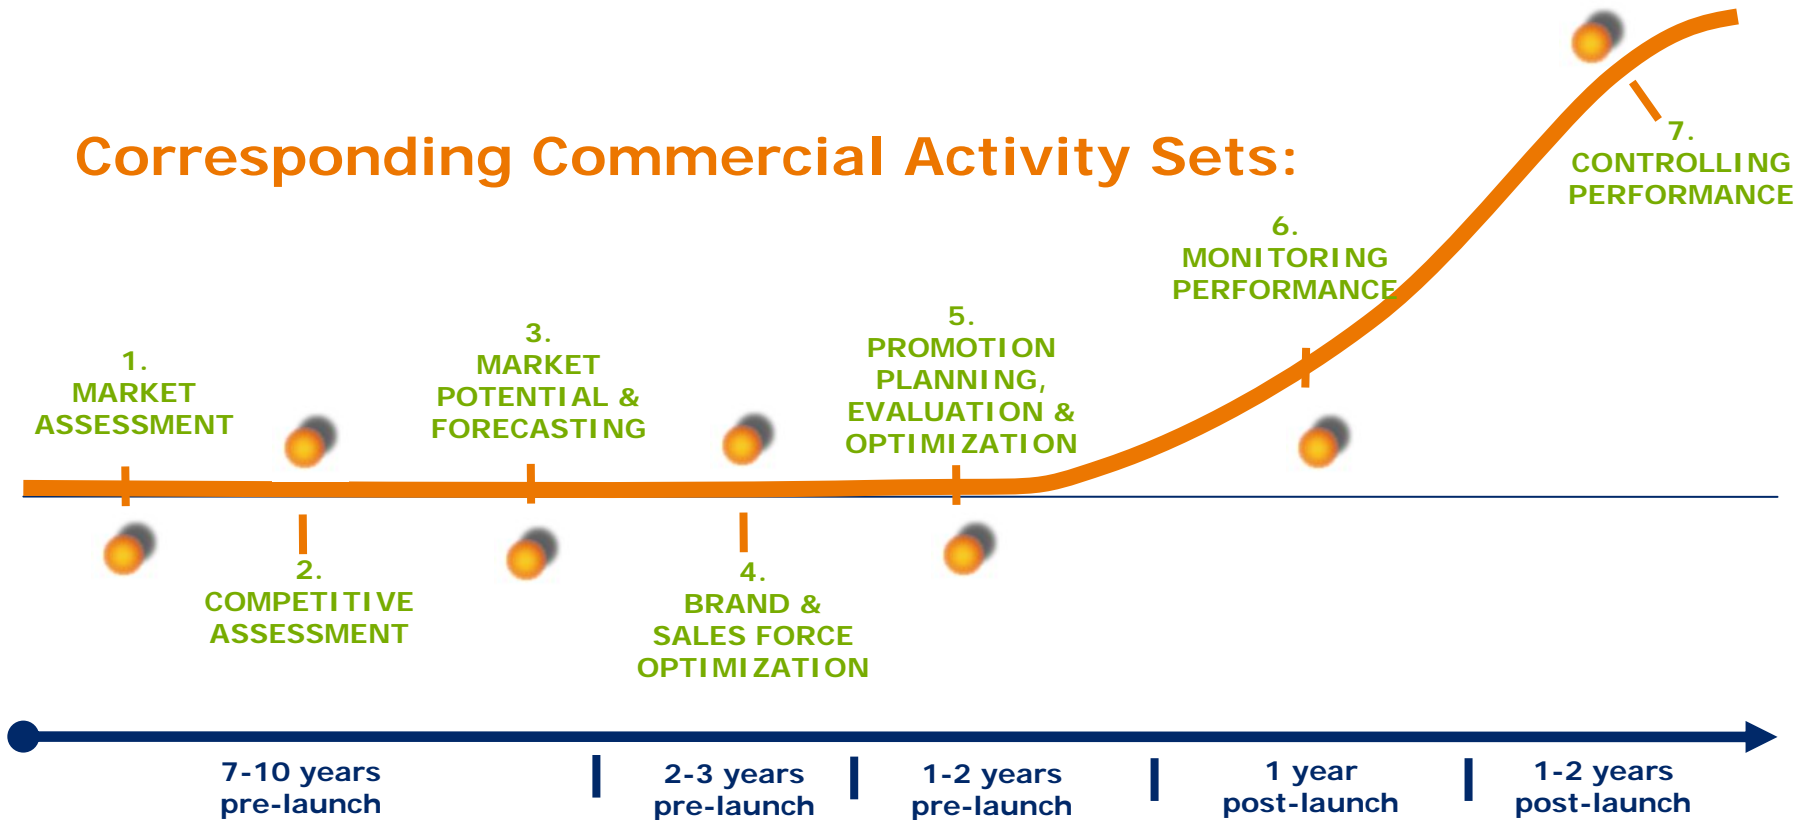 Corresponding Commercial Activity Sets:
1.
MARKET
ASSESSMENT
2.
COMPETITIVE
ASSESSMENT
3.
MARKET
POTENTIAL &
FORECASTING
4.
BRAND &
SALES FORCE
OPTIMIZATION
5.
PROMOTION
PLANNING,
EVALUATION &
OPTIMIZATION
6.
MONITORING
PERFORMANCE
7.
CONTROLLING
PERFORMANCE
7-10 years
pre-launch
2-3 years
pre-launch
1-2 years
pre-launch
1 year
post-launch
1-2 years
post-launch